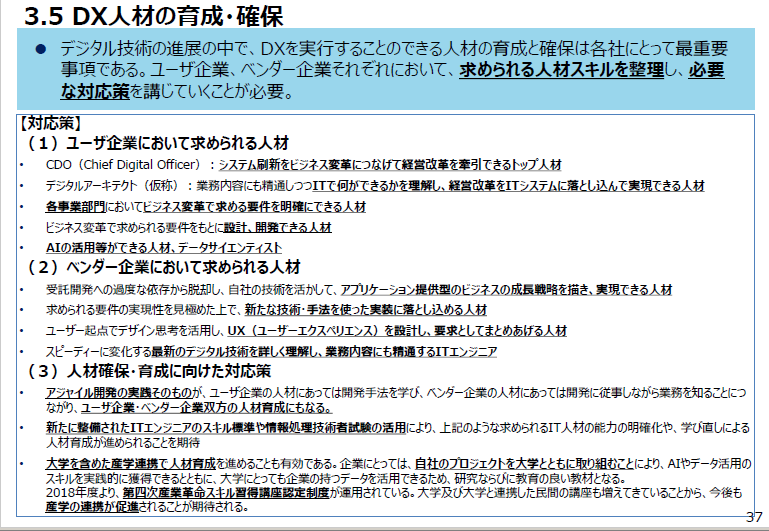 3.5 DX人材の育成・確保
● デジタル技術の進展の中で、DXを実行することのできる人材の育成と確保は各社にとって最重要
事項である。ユーザ企業、ベンダー企業それぞれにおいて、求められる人材スキルを整理し、必要
な対応策を講じていくことが必要。
【対応策】
（１）ユーザ企業において求められる人材
• CDO（Chief Digital Officer）：システム刷新をビジネス変革につなげて経営改革を牽引できるトップ人材
• デジタルアーキテクト（仮称）：業務内容にも精通しつつITで何ができるかを理解し、経営改革をITシステムに落とし込んで実現できる人材
• 各事業部門においてビジネス変革で求める要件を明確にできる人材
• ビジネス変革で求められる要件をもとに設計、開発できる人材
• AIの活用等ができる人材、データサイエンティスト
（２）ベンダー企業において求められる人材
• 受託開発への過度な依存から脱却し、自社の技術を活かして、アプリケーション提供型のビジネスの成長戦略を描き、実現できる人材
• 求められる要件の実現性を見極めた上で、新たな技術・手法を使った実装に落とし込める人材
• ユーザー起点でデザイン思考を活用し、UX（ユーザーエクスペリエンス）を設計し、要求としてまとめあげる人材
• スピーディーに変化する最新のデジタル技術を詳しく理解し、業務内容にも精通するITエンジニア
（３）人材確保・育成に向けた対応策
• アジャイル開発の実践そのものが、ユーザ企業の人材にあっては開発手法を学び、ベンダー企業の人材にあっては開発に従事しながら業務を知ることにつ
ながり、ユーザ企業・ベンダー企業双方の人材育成にもなる。
• 新たに整備されたITエンジニアのスキル標準や情報処理技術者試験の活用により、上記のような求められるIT人材の能力の明確化や、学び直しによる
人材育成が進められることを期待
• 大学を含めた産学連携で人材育成を進めることも有効である。企業にとっては、自社のプロジェクトを大学とともに取り組むことにより、AIやデータ活用の
スキルを実践的に獲得できるとともに、大学にとっても企業の持つデータを活用できるため、研究ならびに教育の良い教材となる。
2018年度より、第四次産業革命スキル習得講座認定制度が運用されている。大学及び大学と連携した民間の講座も増えてきていることから、今後も
産学の連携が促進されることが期待される。
37